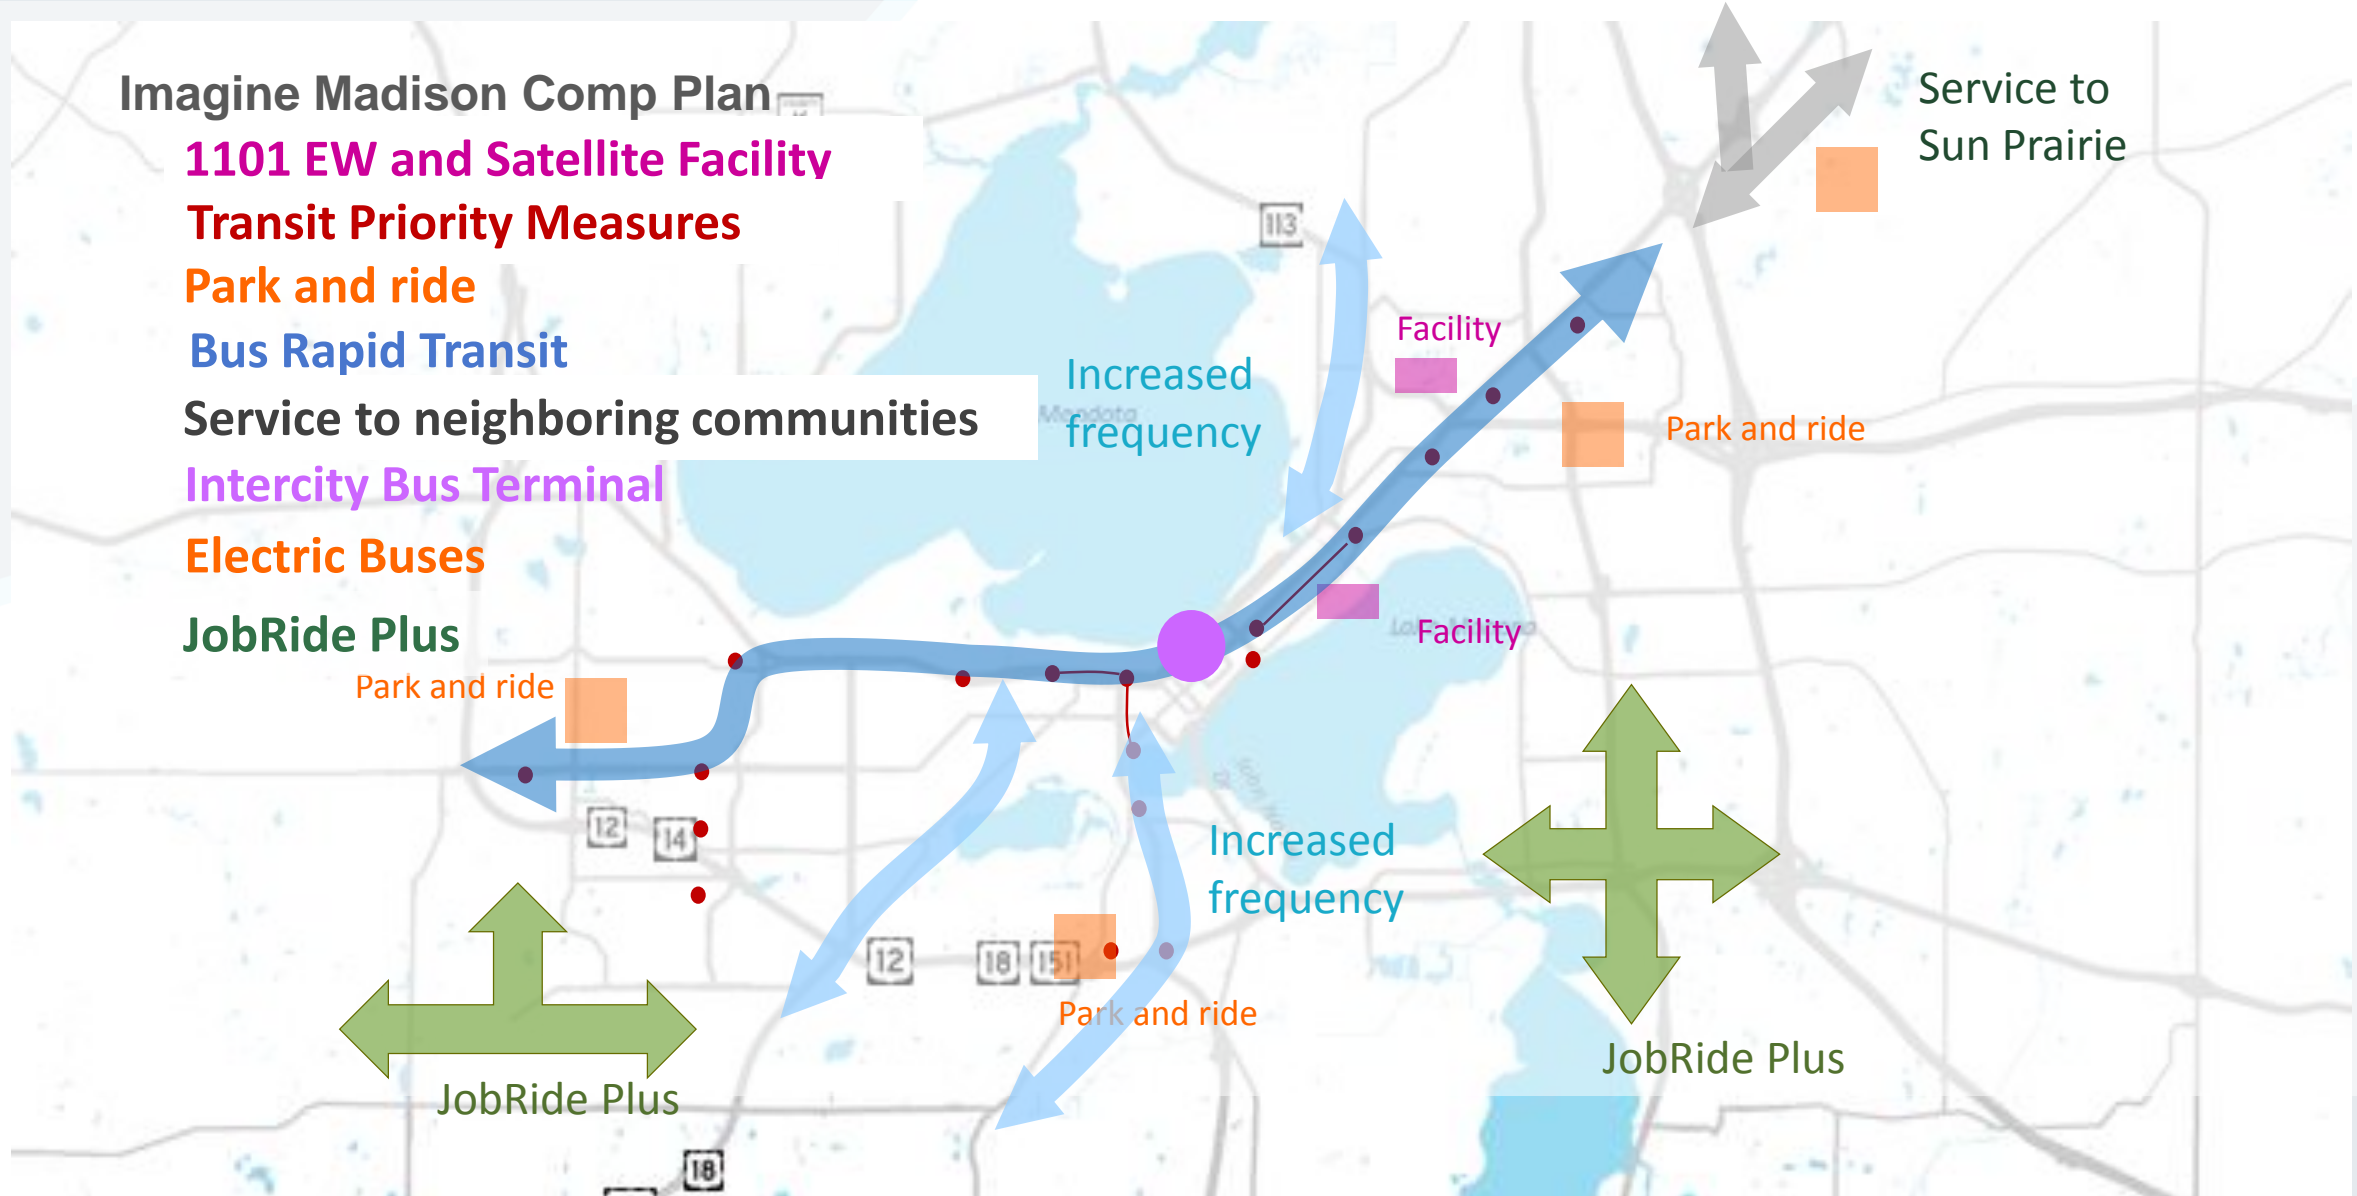 Imagine Madison Comp Plan
1101 EW and Satellite Facility
Transit Priority Measures
Park and ride
Bus Rapid Transit
Service to neighboring communities
Intercity Bus Terminal
Electric Buses
JobRide Plus
Park and ride
Service to
Sun Prairie
113
Facility
Increased
frequency
Mendota
Park and ride
Facility
12
14
Increased
frequency
12
18
151
Park and ride
JobRide Plus
JobRide Plus
18